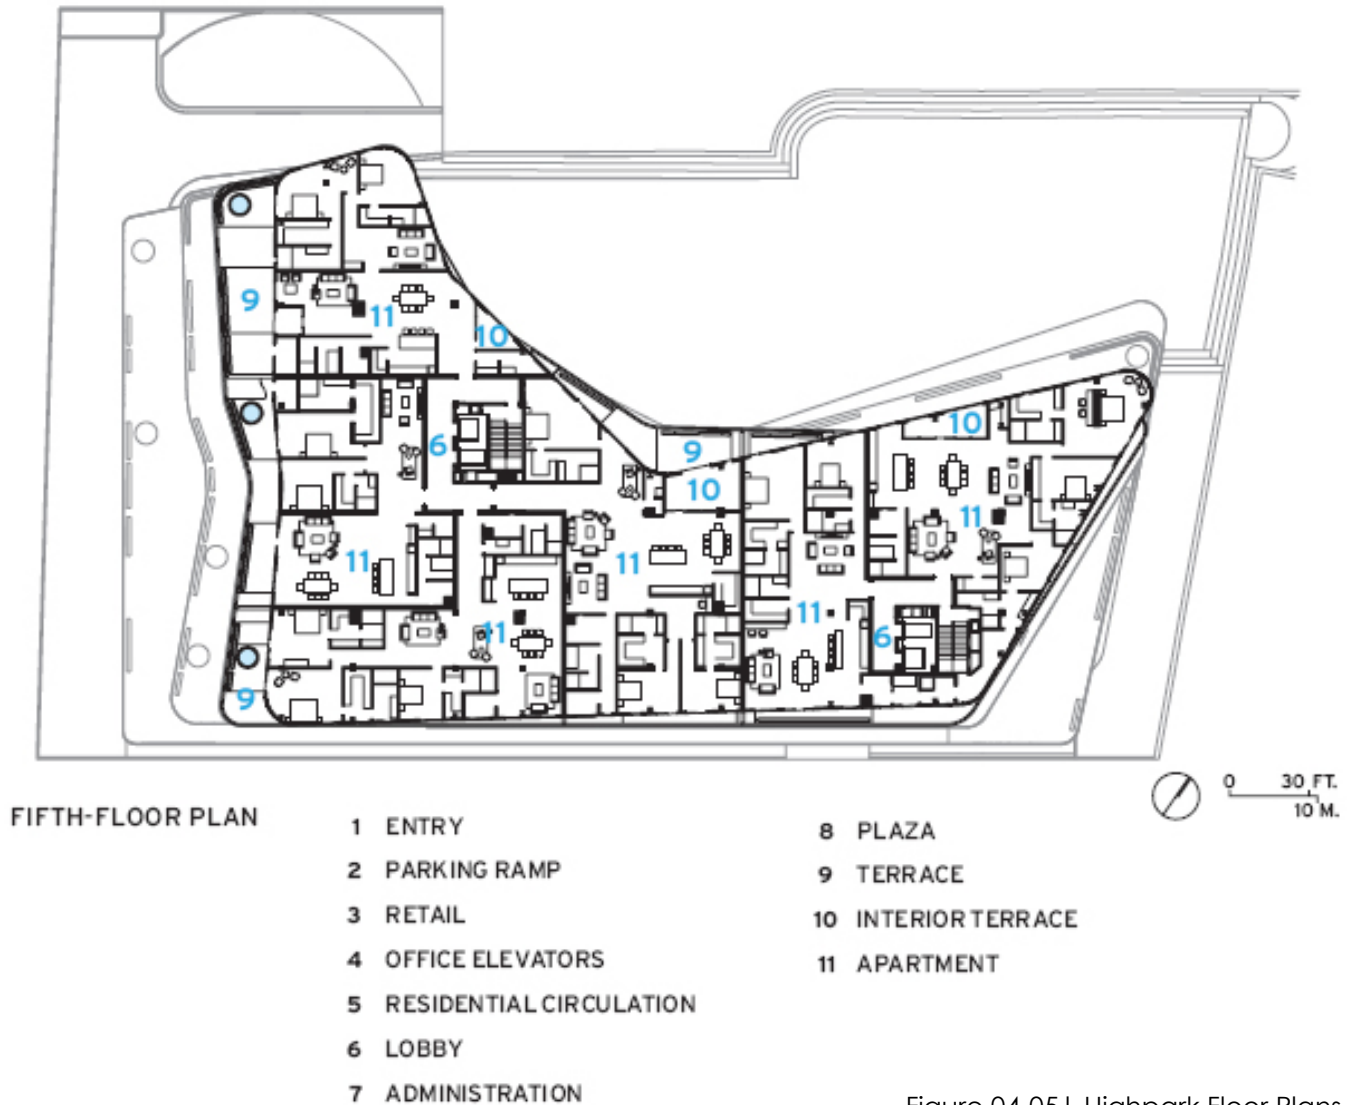 9
11
10
6
9
10
10
11
11
11
11
11
6
9
0 30 FT.
10 M.
FIFTH-FLOOR PLAN
1 ENTRY
2 PARKING RAMP
3 RETAIL
4 OFFICE ELEVATORS
5 RESIDENTIAL CIRCULATION
6 LOBBY
7 ADMINISTRATION
8 PLAZA
9 TERRACE
10 INTERIOR TERRACE
11 APARTMENT